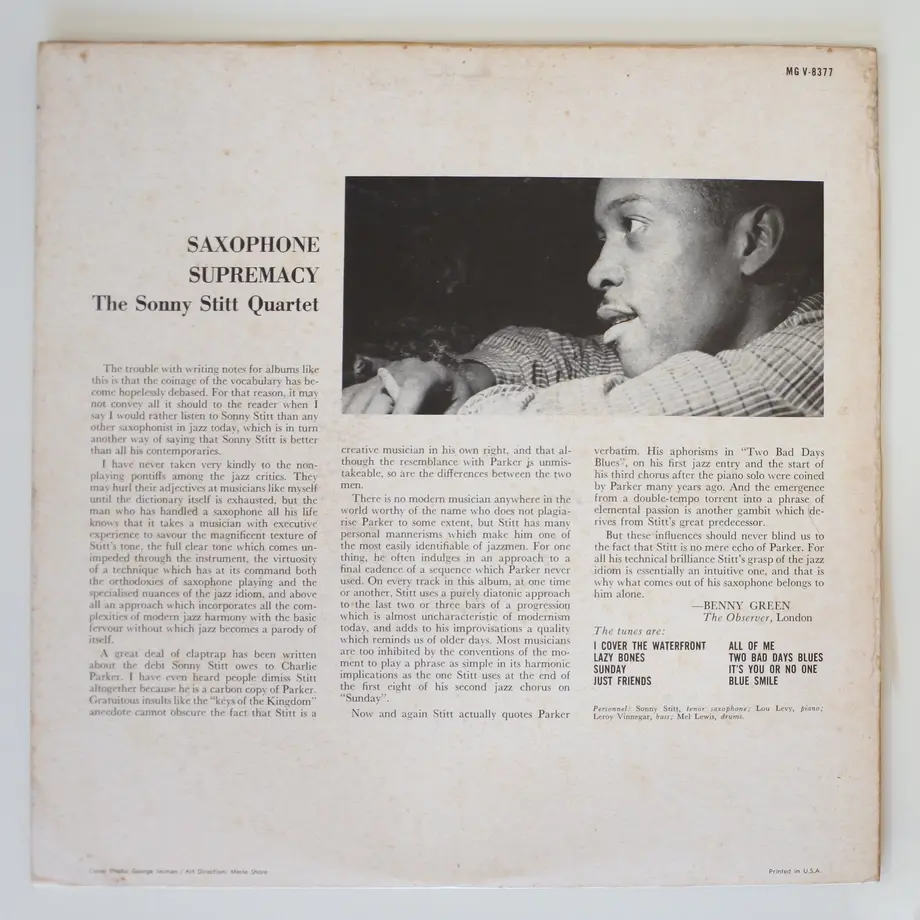 MG V-8377
SAXOPHONE
SUPREMACY
The Sonny Stitt Quartet
The trouble with writing notes for albums like
this is that the coinage of the vocabulary has be-
come hopelessly debased. For that reason, it may
not convey all it should to the reader when I
say I would rather listen to Sonny Stitt than any
other saxophonist in jazz today, which is in turn
another way of saying that Sonny Stitt is better
than all his contemporaries.
I have never taken very kindly to the non-
playing pontiffs among the jazz critics. They
may hurl their adjectives at musicians like myself
until the dictionary itself is exhausted, but the
man who has handled a saxophone all his life
knows that it takes a musician with executive
experience to savour the magnificent texture of
Stitt's tone, the full clear tone which comes un-
impeded through the instrument, the virtuosity
of a technique which has at its command both
the orthodoxies of saxophone playing and the
specialised nuances of the jazz idiom, and above
all an approach which incorporates all the com-
plexities of modern jazz harmony with the basic
fervour without which jazz becomes a parody of
itself.
A great deal of claptrap has been written
about the debt Sonny Stitt owes to Charlie
Parker. I have even heard people dimiss Stitt
altogether because he is a carbon copy of Parker.
Gratuitous insults like the "keys of the Kingdom"
anecdote cannot obscure the fact that Stitt is a
creative musician in his own right, and that al-
though the resemblance with Parker is unmis-
takeable, so are the differences between the two
men.
There is no modern musician anywhere in the
world worthy of the name who does not plagia-
rise Parker to some extent, but Stitt has many
personal mannerisms which make him one of
the most easily identifiable of jazzmen. For one
thing, he often indulges in an approach to a
final cadence of a sequence which Parker never
used. On every track in this album, at one time
or another, Stitt uses a purely diatonic approach
to the last two or three bars of a progression
which is almost uncharacteristic of modernism
today, and adds to his improvisations a quality
which reminds us of older days. Most musicians
are too inhibited by the conventions of the mo-
ment to play a phrase as simple in its harmonic
implications as the one Stitt uses at the end of
the first eight of his second jazz chorus on
"Sunday".
Now and again Stitt actually quotes Parker
verbatim. His aphorisms in "Two Bad Days
Blues", on his first jazz entry and the start of
his third chorus after the piano solo were coined
by Parker many years ago. And the emergence
from a double-tempo torrent into a phrase of
elemental passion is another gambit which de-
rives from Stitt's great predecessor.
But these influences should never blind us to
the fact that Stitt is no mere echo of Parker. For
all his technical brilliance Stitt's grasp of the jazz
idiom is essentially an intuitive one, and that is
why what comes out of his saxophone belongs to
him alone.
—BENNY GREEN
The Observer, London
The tunes are:
I COVER THE WATERFRONT
LAZY BONES
SUNDAY
JUST FRIENDS
ALL OF ME
TWO BAD DAYS BLUES
IT'S YOU OR NO ONE
BLUE SMILE
Personnel: Sonny Stitt, tenor saxophone; Lou Levy, piano;
Leroy Vinnegar, bass; Mel Lewis, drums.
Photo: George / Art Direction: Merle Shore
Printed in U.S.A.